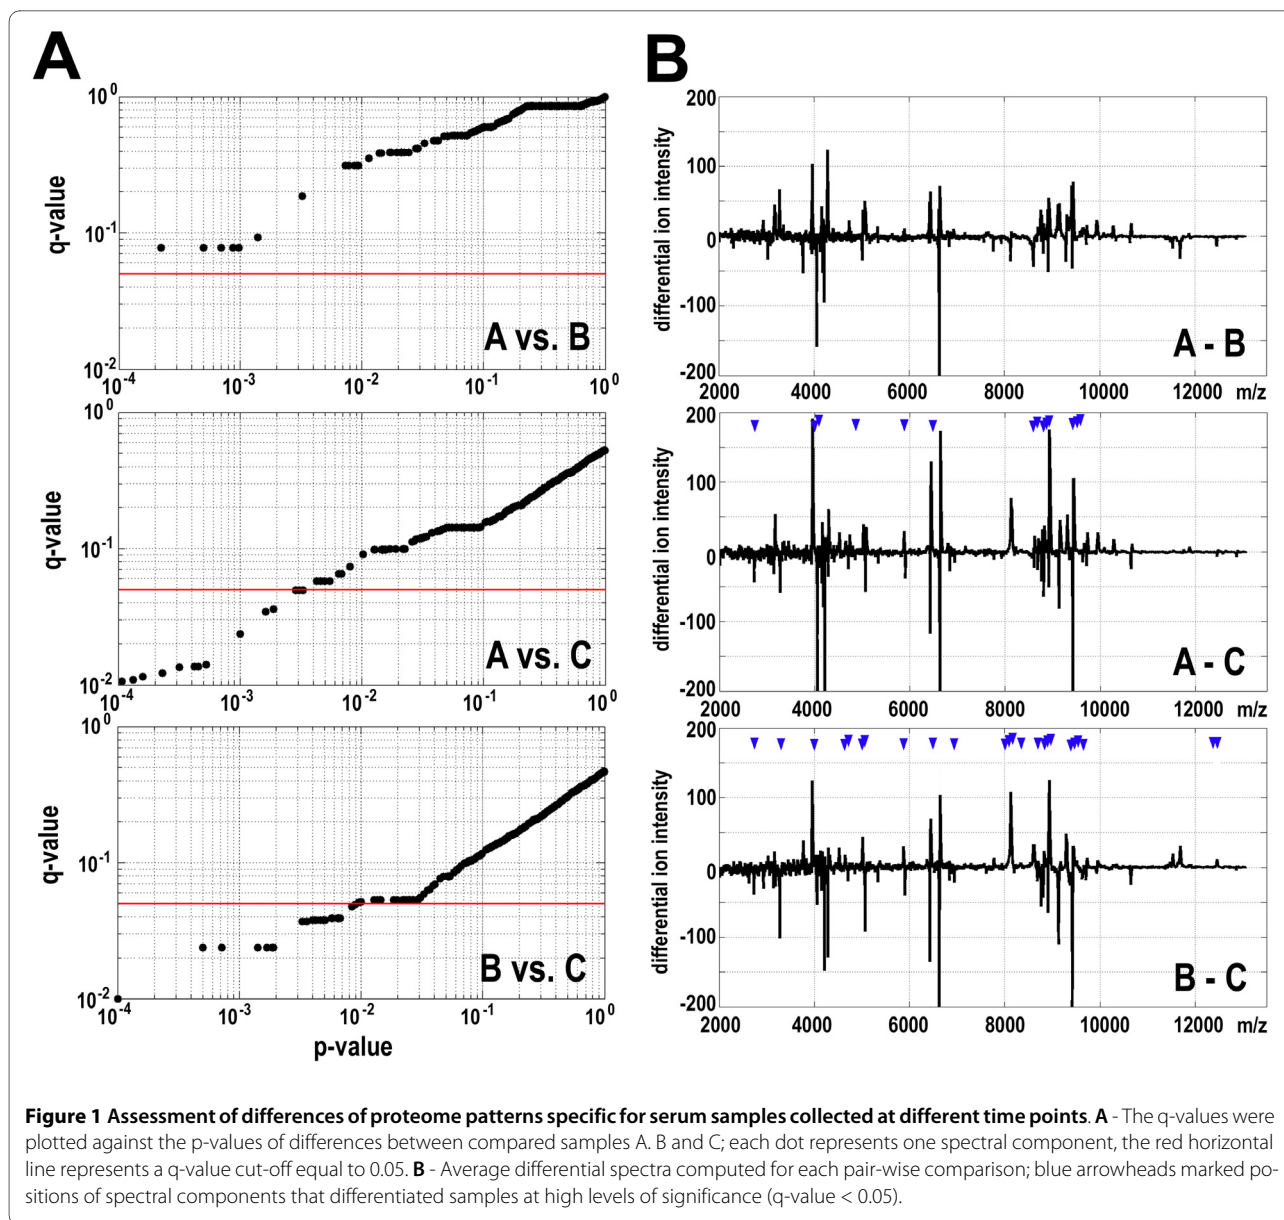 A
B
10^0
q-value
10^-1
10^-2
A vs. B
10^-4
10^-3
10^-2
10^-1
10^0
200
differential ion intensity
100
0
-100
-200
A - B
2000
4000
6000
8000
10000
12000
m/z
10^0
q-value
10^-1
10^-2
A vs. C
10^-4
10^-3
10^-2
10^-1
10^0
200
differential ion intensity
100
0
-100
-200
A - C
2000
4000
6000
8000
10000
12000
m/z
10^0
q-value
10^-1
10^-2
B vs. C
10^-4
10^-3
10^-2
10^-1
10^0
p-value
200
differential ion intensity
100
0
-100
-200
B - C
2000
4000
6000
8000
10000
12000
m/z
Figure 1 Assessment of differences of proteome patterns specific for serum samples collected at different time points. A - The q-values were
plotted against the p-values of differences between compared samples A. B and C; each dot represents one spectral component, the red horizontal
line represents a q-value cut-off equal to 0.05. B - Average differential spectra computed for each pair-wise comparison; blue arrowheads marked po-
sitions of spectral components that differentiated samples at high levels of significance (q-value < 0.05).